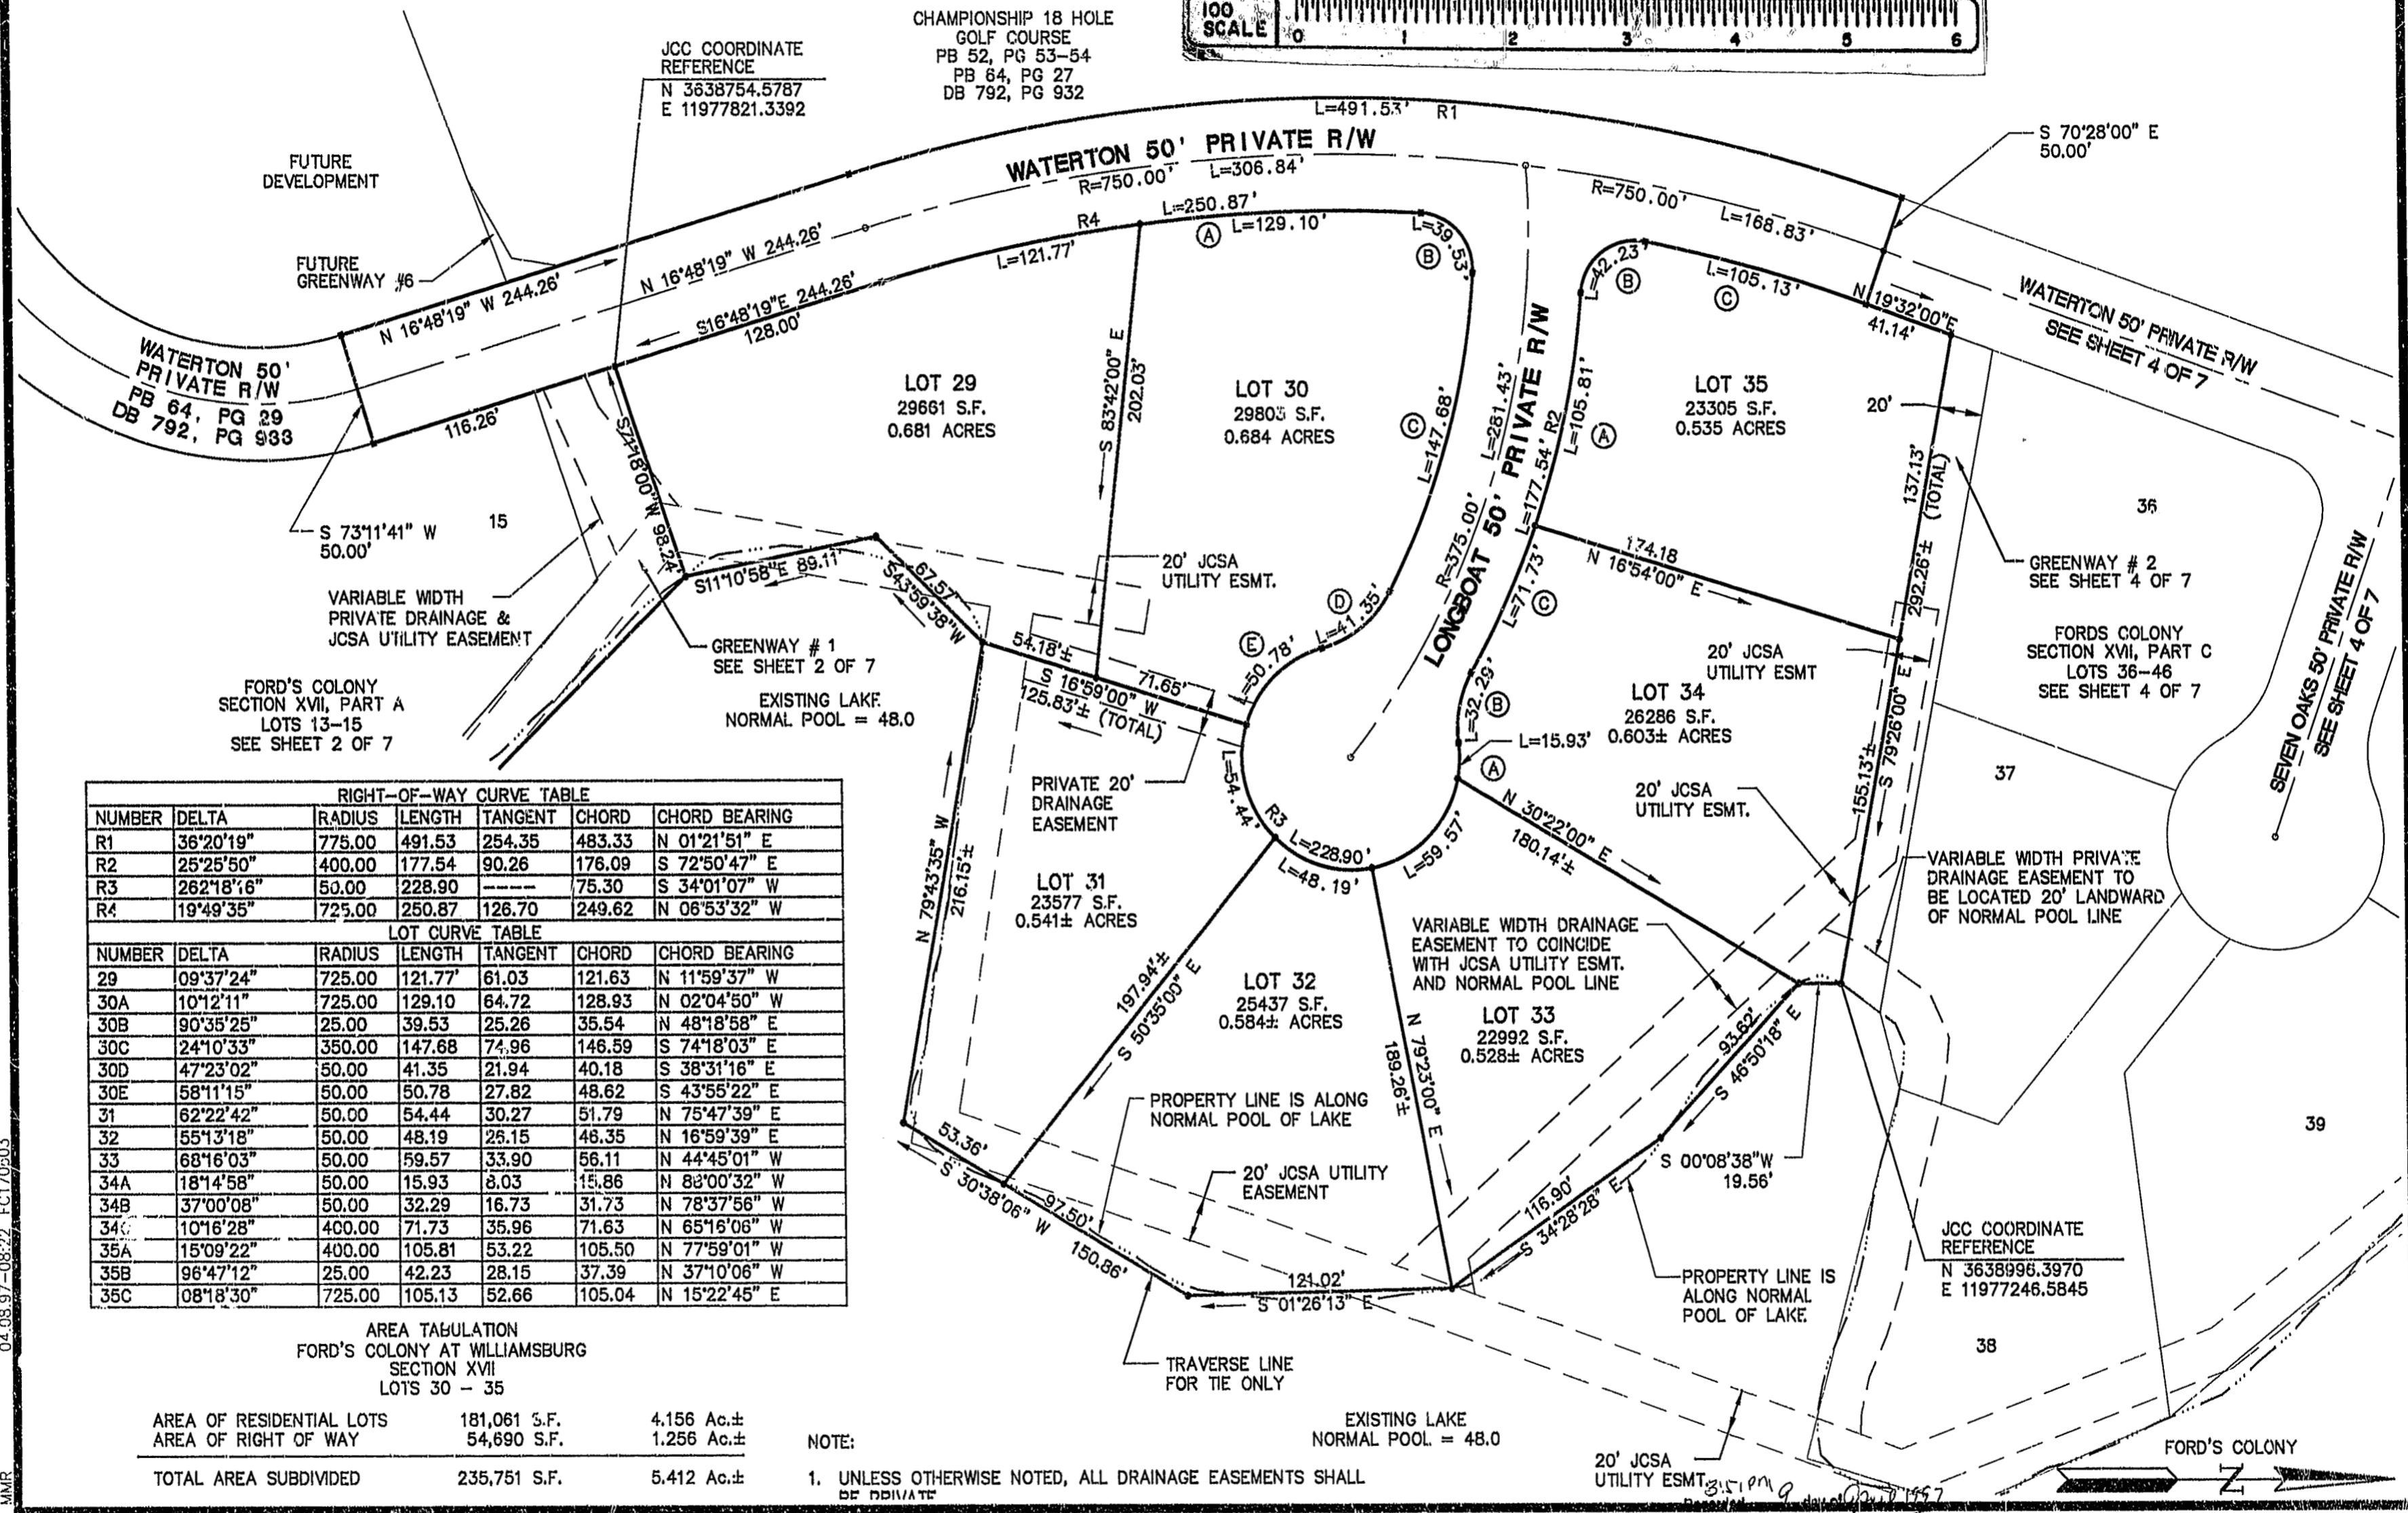 100
SCALE
0 1 2 3 4 5 6
CHAMPIONSHIP 18 HOLE
GOLF COURSE
PB 52, PG 53-54
PB 64, PG 27
DB 792, PG 932
JCC COORDINATE
REFERENCE
N 3638754.5787
E 11977821.3392
L=491.53' R1
S 70°28'00" E
50.00'
FUTURE
DEVELOPMENT
FUTURE
GREENWAY #6
WATERTON 50' PRIVATE R/W
R=750.00' L=306.84'
R=750.00' L=168.83'
N 16°48'19" W 244.26'
N 16°48'19" W 244.26'
S16°48'19"E 244.26'
128.00'
116.26'
R4
L=250.87'
L=121.77'
A L=129.10'
L=39.53'
B
L=42.23'
B
L=105.13'
C
N 19°32'00"E
41.14'
WATERTON 50' PRIVATE R/W
SEE SHEET 4 OF 7
WATERTON 50'
PRIVATE R/W
PB 64, PG 29
DB 792, PG 933
S 73°11'41" W
50.00'
15
S71°18'00"W 98.24'
LOT 29
29661 S.F.
0.681 ACRES
S 83°42'00" E
202.03'
LOT 30
29803 S.F.
0.684 ACRES
C
L=147.68'
L=281.43'
R=375.00'
LONGBOAT 50' PRIVATE R/W
L=177.54' R2
L=105.81'
A
LOT 35
23305 S.F.
0.535 ACRES
20'
137.13'
292.26'± (TOTAL)
36
GREENWAY # 2
SEE SHEET 4 OF 7
SEVEN OAKS 50' PRIVATE R/W
SEE SHEET 4 OF 7
174.18
N 16°54'00" E
VARIABLE WIDTH
PRIVATE DRAINAGE &
JCSA UTILITY EASEMENT
S11°10'58"E 89.11'
67.57'
S43°59'38"W
20' JCSA
UTILITY ESMT.
GREENWAY # 1
SEE SHEET 2 OF 7
D
L=41.35'
E
L=50.78'
54.18'±
71.65'
S 16°59'00" W
125.83'± (TOTAL)
L=71.73'
C
L=32.29'
B
L=15.93'
A
20' JCSA
UTILITY ESMT
LOT 34
26286 S.F.
0.603± ACRES
FORDS COLONY
SECTION XVII, PART C
LOTS 36-46
SEE SHEET 4 OF 7
FORD'S COLONY
SECTION XVII, PART A
LOTS 13-15
SEE SHEET 2 OF 7
EXISTING LAKE
NORMAL POOL = 48.0
37
155.13'±
S 79°26'00" E
20' JCSA
UTILITY ESMT.
PRIVATE 20'
DRAINAGE
EASEMENT
L=54.44'
R3
L=228.90'
L=48.19'
L=59.57'
N 30°22'00" E
180.14'±
VARIABLE WIDTH PRIVATE
DRAINAGE EASEMENT TO
BE LOCATED 20' LANDWARD
OF NORMAL POOL LINE
N 79°43'35" W
216.15'±
LOT 31
23577 S.F.
0.541± ACRES
197.94'±
S 50°35'00" E
LOT 32
25437 S.F.
0.584± ACRES
N 79°23'00" E
189.26'±
VARIABLE WIDTH DRAINAGE
EASEMENT TO COINCIDE
WITH JCSA UTILITY ESMT.
AND NORMAL POOL LINE
LOT 33
22992 S.F.
0.528± ACRES
93.62'
S 46°50'18" E
S 00°08'38"W
19.56'
116.90'
S 34°28'28" E
PROPERTY LINE IS ALONG
NORMAL POOL OF LAKE
53.36'
S 30°38'06" W
97.50'
150.86'
20' JCSA UTILITY
EASEMENT
121.02'
S 01°26'13" E
PROPERTY LINE IS
ALONG NORMAL
POOL OF LAKE
JCC COORDINATE
REFERENCE
N 3638996.3970
E 11977246.5845
39
38
TRAVERSE LINE
FOR TIE ONLY
EXISTING LAKE
NORMAL POOL = 48.0
20' JCSA
UTILITY ESMT.
FORD'S COLONY
N
RIGHT-OF-WAY CURVE TABLE
NUMBER DELTA RADIUS LENGTH TANGENT CHORD CHORD BEARING
R1 36°20'19" 775.00 491.53 254.35 483.33 N 01°21'51" E
R2 25°25'50" 400.00 177.54 90.26 176.09 S 72°50'47" E
R3 262°18'16" 50.00 228.90 ---- 75.30 S 34°01'07" W
R4 19°49'35" 725.00 250.87 126.70 249.62 N 06°53'32" W
LOT CURVE TABLE
NUMBER DELTA RADIUS LENGTH TANGENT CHORD CHORD BEARING
29 09°37'24" 725.00 121.77' 61.03 121.63 N 11°59'37" W
30A 10°12'11" 725.00 129.10 64.72 128.93 N 02°04'50" W
30B 90°35'25" 25.00 39.53 25.26 35.54 N 48°18'58" E
30C 24°10'33" 350.00 147.68 74.96 146.59 S 74°18'03" E
30D 47°23'02" 50.00 41.35 21.94 40.18 S 38°31'16" E
30E 58°11'15" 50.00 50.78 27.82 48.62 S 43°55'22" E
31 62°22'42" 50.00 54.44 30.27 51.79 N 75°47'39" E
32 55°13'18" 50.00 48.19 26.15 46.35 N 16°59'39" E
33 68°16'03" 50.00 59.57 33.90 56.11 N 44°45'01" W
34A 18°14'58" 50.00 15.93 8.03 15.86 N 88°00'32" W
34B 37°00'08" 50.00 32.29 16.73 31.73 N 78°37'56" W
34C 10°16'28" 400.00 71.73 35.96 71.63 N 65°16'06" W
35A 15°09'22" 400.00 105.81 53.22 105.50 N 77°59'01" W
35B 96°47'12" 25.00 42.23 28.15 37.39 N 37°10'06" W
35C 08°18'30" 725.00 105.13 52.66 105.04 N 15°22'45" E
AREA TABULATION
FORD'S COLONY AT WILLIAMSBURG
SECTION XVII
LOTS 30 - 35
AREA OF RESIDENTIAL LOTS 181,061 S.F. 4.156 Ac.±
AREA OF RIGHT OF WAY 54,690 S.F. 1.256 Ac.±
TOTAL AREA SUBDIVIDED 235,751 S.F. 5.412 Ac.±
NOTE:
1. UNLESS OTHERWISE NOTED, ALL DRAINAGE EASEMENTS SHALL
BE PRIVATE
MMR 04.08.97-08:22